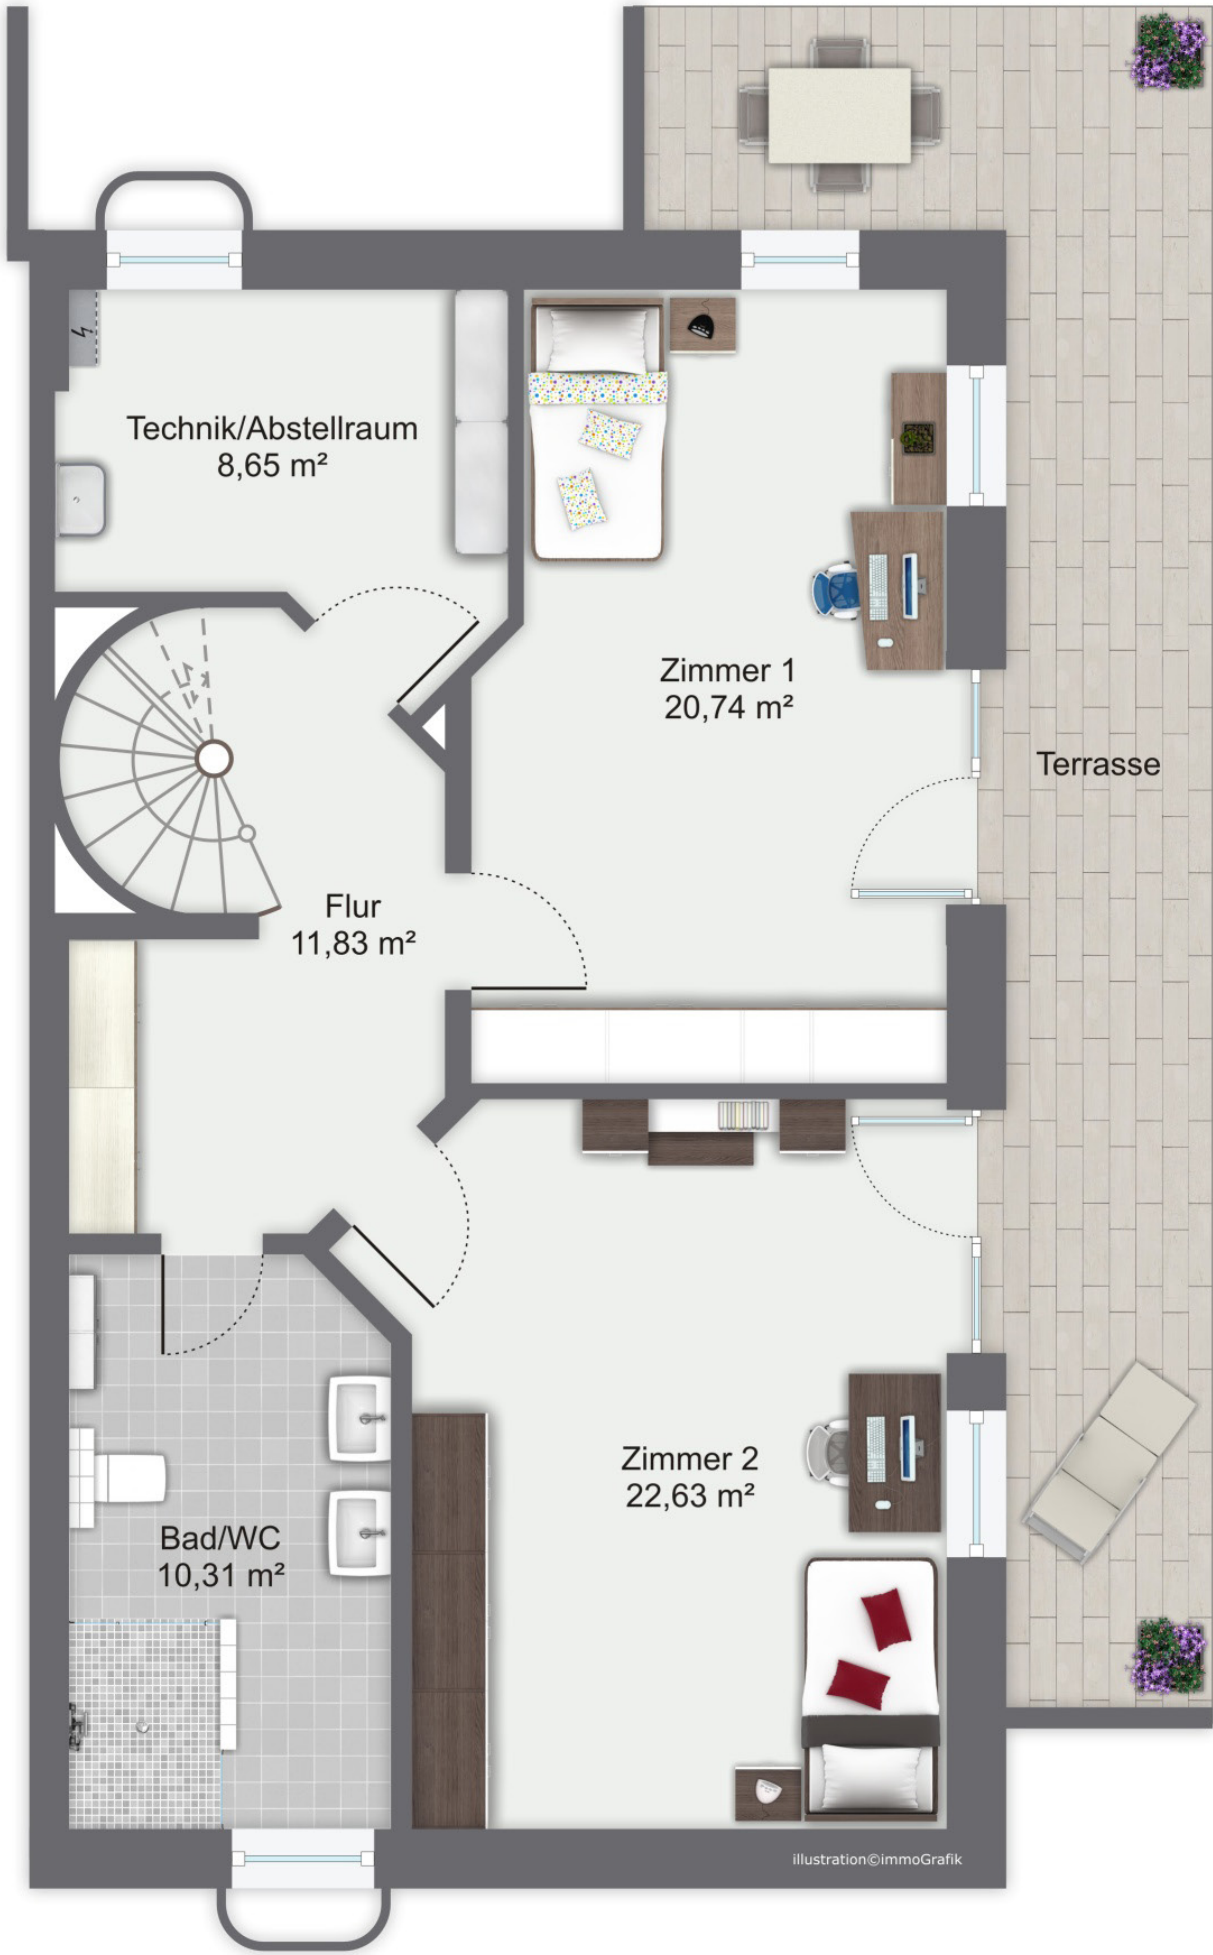 Technik/Abstellraum
8,65 m²
Zimmer 1
20,74 m²
Terrasse
Flur
11,83 m²
Zimmer 2
22,63 m²
Bad/WC
10,31 m²
illustration©immoGrafik